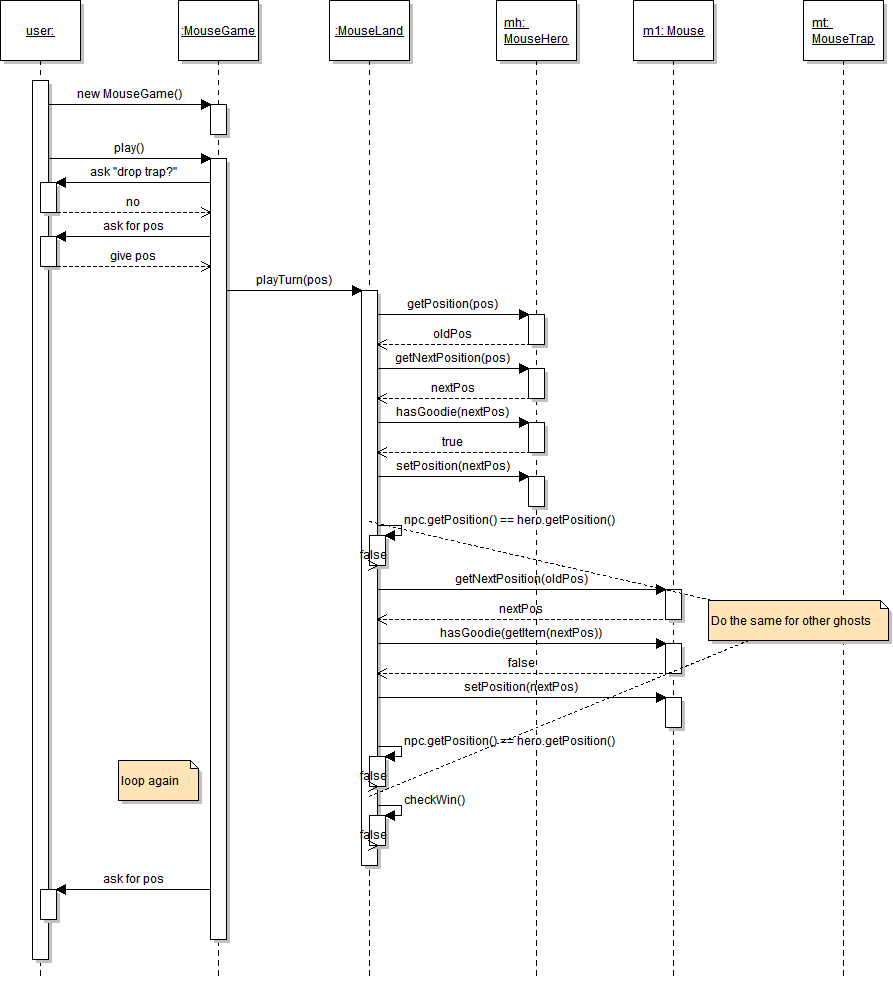 user:
:MouseGame
:MouseLand
mh:
MouseHero
m1: Mouse
mt:
MouseTrap
new MouseGame()
play()
ask "drop trap?"
no
ask for pos
give pos
playTurn(pos)
getPosition(pos)
oldPos
getNextPosition(pos)
nextPos
hasGoodie(nextPos)
true
setPosition(nextPos)
npc.getPosition() == hero.getPosition()
false
getNextPosition(oldPos)
nextPos
Do the same for other ghosts
hasGoodie(getItem(nextPos))
false
setPosition(nextPos)
npc.getPosition() == hero.getPosition()
false
loop again
checkWin()
false
ask for pos